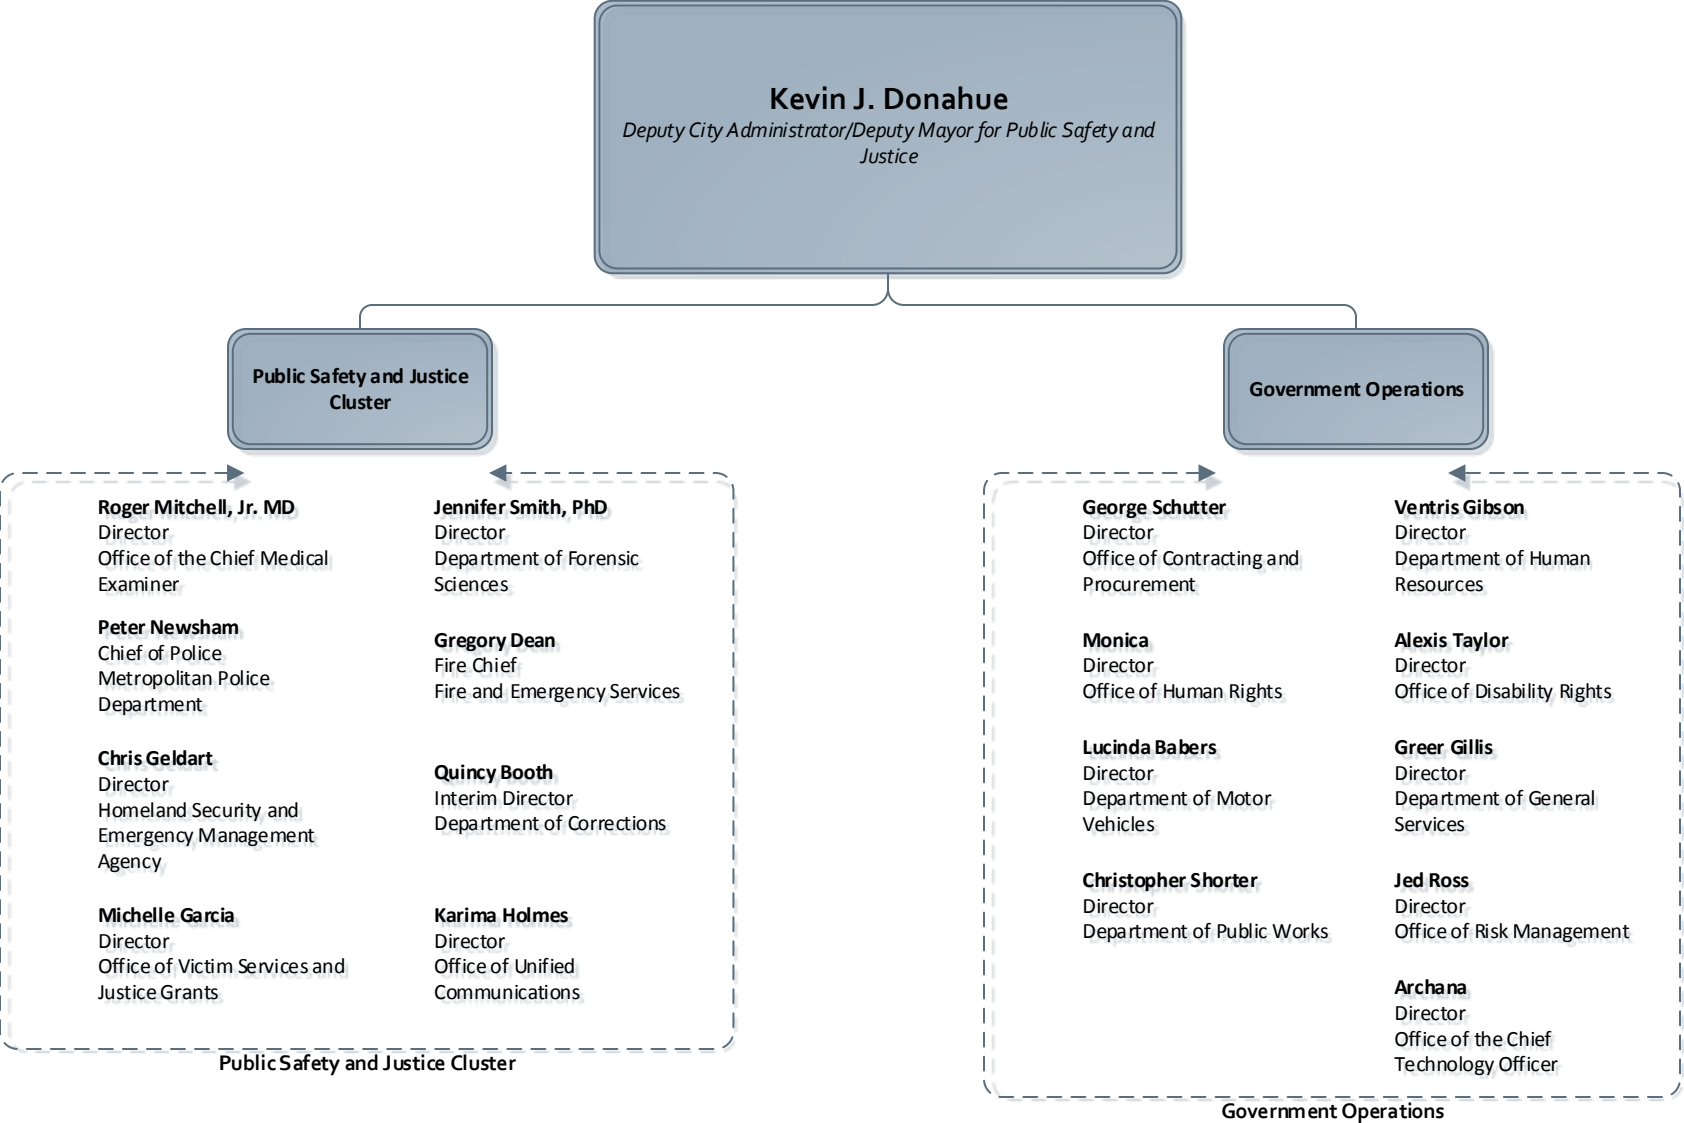 Kevin J. Donahue
Deputy City Administrator/Deputy Mayor for Public Safety and
Justice
Public Safety and Justice
Cluster
Government Operations
Roger Mitchell, Jr. MD
Director
Office of the Chief Medical
Examiner
Peter Newsham
Chief of Police
Metropolitan Police
Department
Chris Geldart
Director
Homeland Security and
Emergency Management
Agency
Michelle Garcia
Director
Office of Victim Services and
Justice Grants
Jennifer Smith, PhD
Director
Department of Forensic
Sciences
Gregory Dean
Fire Chief
Fire and Emergency Services
Quincy Booth
Interim Director
Department of Corrections
Karima Holmes
Director
Office of Unified
Communications
Public Safety and Justice Cluster
George Schutter
Director
Office of Contracting and
Procurement
Monica
Director
Office of Human Rights
Lucinda Babers
Director
Department of Motor
Vehicles
Christopher Shorter
Director
Department of Public Works
Ventris Gibson
Director
Department of Human
Resources
Alexis Taylor
Director
Office of Disability Rights
Greer Gillis
Director
Department of General
Services
Jed Ross
Director
Office of Risk Management
Archana
Director
Office of the Chief
Technology Officer
Government Operations